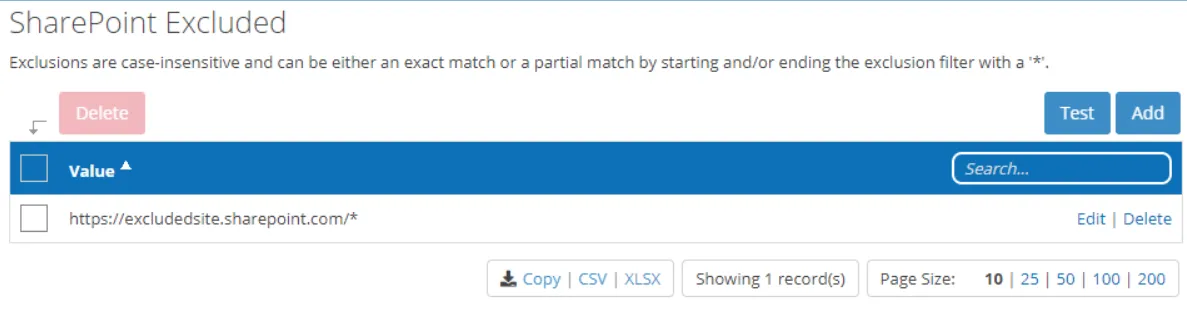 SharePoint Excluded
Exclusions are case-insensitive and can be either an exact match or a partial match by starting and/or ending the exclusion filter with a '*'.
Delete Test Add
Value Search...
https://excludedsite.sharepoint.com/* Edit | Delete
Copy | CSV | XLSX Showing 1 record(s) Page Size: 10 | 25 | 50 | 100 | 200